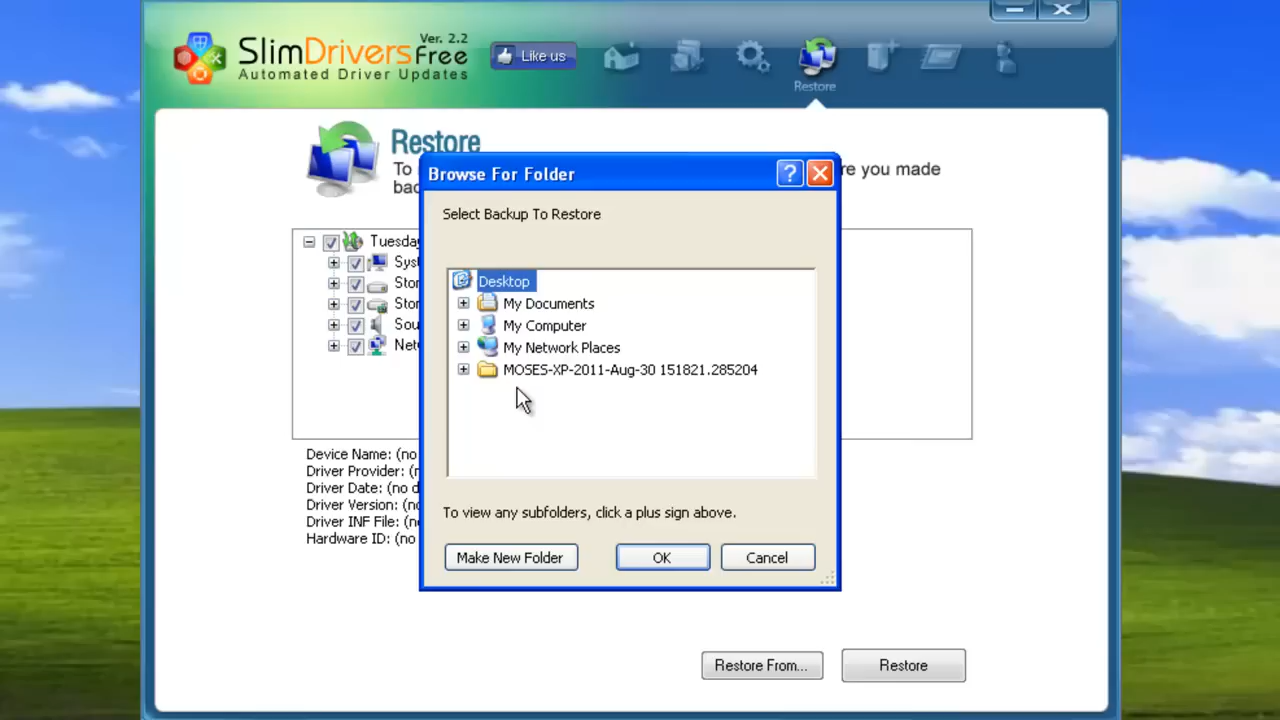 Ver. 2.2
SlimDriversFree
Automated Driver Updates
Like us
Restore
Restore
To
re you made
bac
Browse For Folder
Select Backup To Restore
Desktop
My Documents
My Computer
My Network Places
MOSES-XP-2011-Aug-30 151821.285204
To view any subfolders, click a plus sign above.
Make New Folder
OK
Cancel
Tuesday
Sys
Stor
Stor
Sou
Netv
Device Name: (no
Driver Provider: (n
Driver Date: (no d
Driver Version: (no
Driver INF File: (no
Hardware ID: (no
Restore From...
Restore